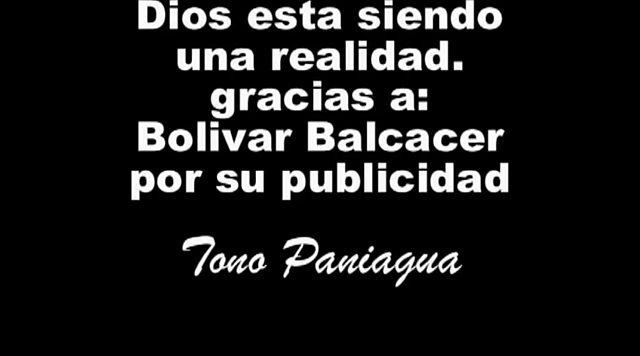 Dios esta siendo
una realidad.
gracias a:
Bolivar Balcacer
por su publicidad
Tono Paniagua